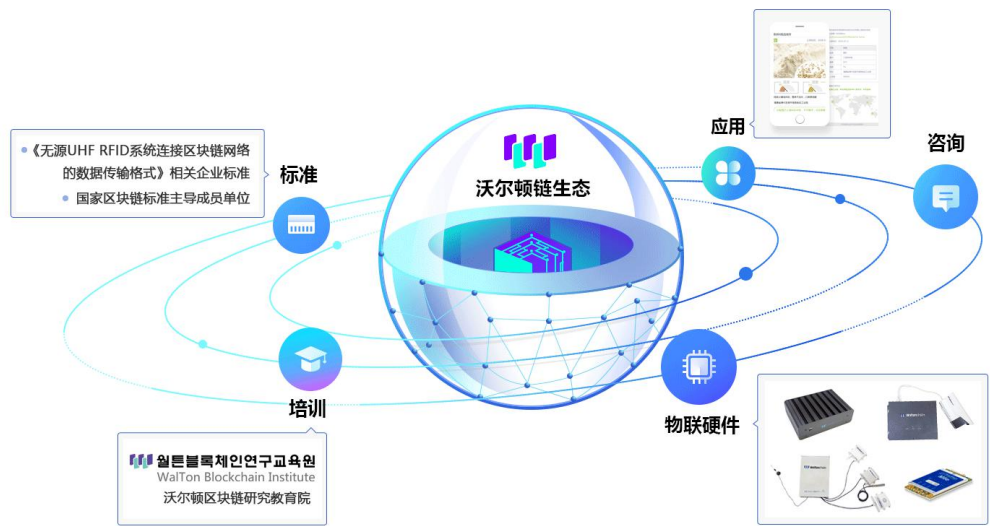 应用
咨询
《无源UHF RFID系统连接区块链网络
的数据传输格式》相关企业标准
国家区块链标准主导成员单位
标准
沃尔顿链生态
培训
월튼블록체인연구교육원
WalTon Blockchain Institute
沃尔顿区块链研究教育院
物联硬件